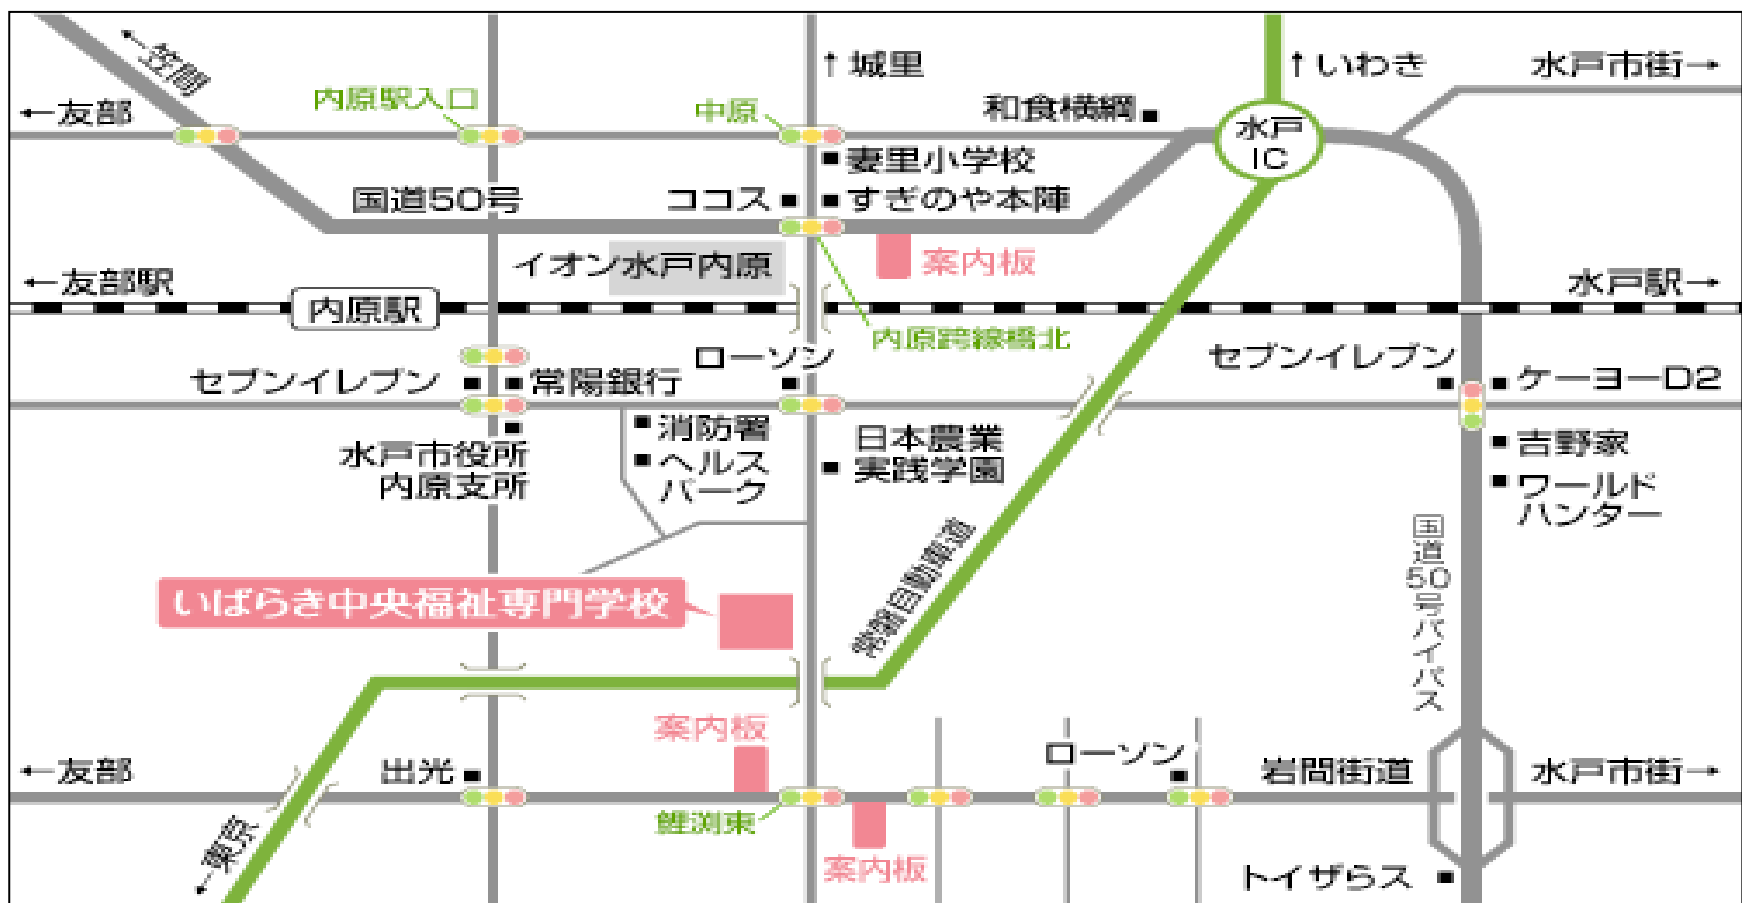 ↖笠間
↑城里
↑いわき
水戸市街→
←友部
内原駅入口
中原
和食横綱
水戸
IC
妻里小学校
国道50号
ココス
すぎのや本陣
イオン水戸内原
案内板
←友部駅
水戸駅→
内原駅
内原跨線橋北
ローソン
セブンイレブン
セブンイレブン
常陽銀行
ケーヨーD2
消防署
日本農業
実践学園
水戸市役所
内原支所
ヘルス
パーク
吉野家
ワールド
ハンター
常磐自動車道
国道50号バイパス
いばらき中央福祉専門学校
案内板
←友部
出光
ローソン
岩間街道
水戸市街→
鯉渕東
←東京
案内板
トイザらス